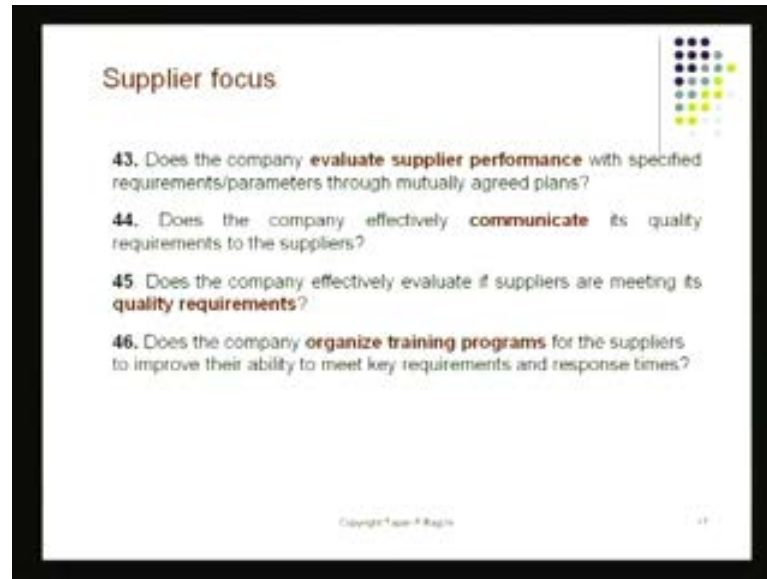 Supplier focus
43. Does the company evaluate supplier performance with specified
requirements/parameters through mutually agreed plans?
44. Does the company effectively communicate its quality
requirements to the suppliers?
45. Does the company effectively evaluate if suppliers are meeting its
quality requirements?
46. Does the company organize training programs for the suppliers
to improve their ability to meet key requirements and response times?
Copyright